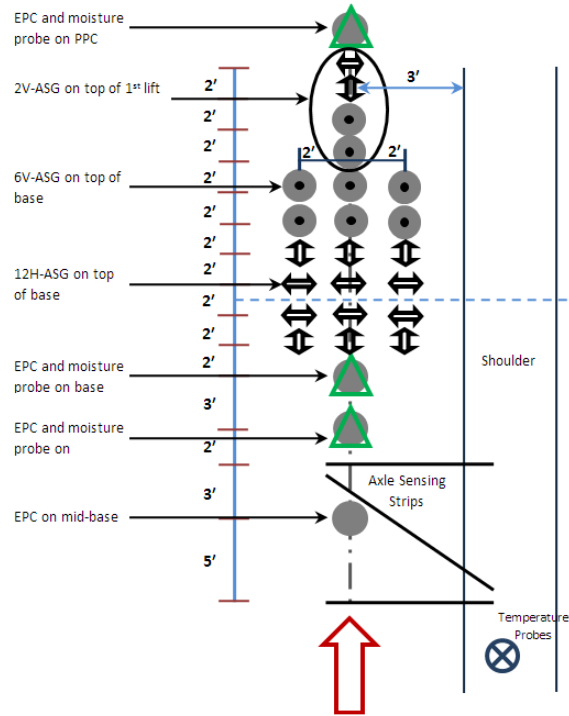 EPC and moisture
probe on PPC
2V-ASG on top of 1st lift
6V-ASG on top of
base
12H-ASG on top
of base
EPC and moisture
probe on base
EPC and moisture
probe on
EPC on mid-base
2′
2′
2′
2′
2′
2′
2′
2′
2′
2′
3′
2′
3′
5′
3′
2′ 2′
Shoulder
Axle Sensing
Strips
Temperature
Probes